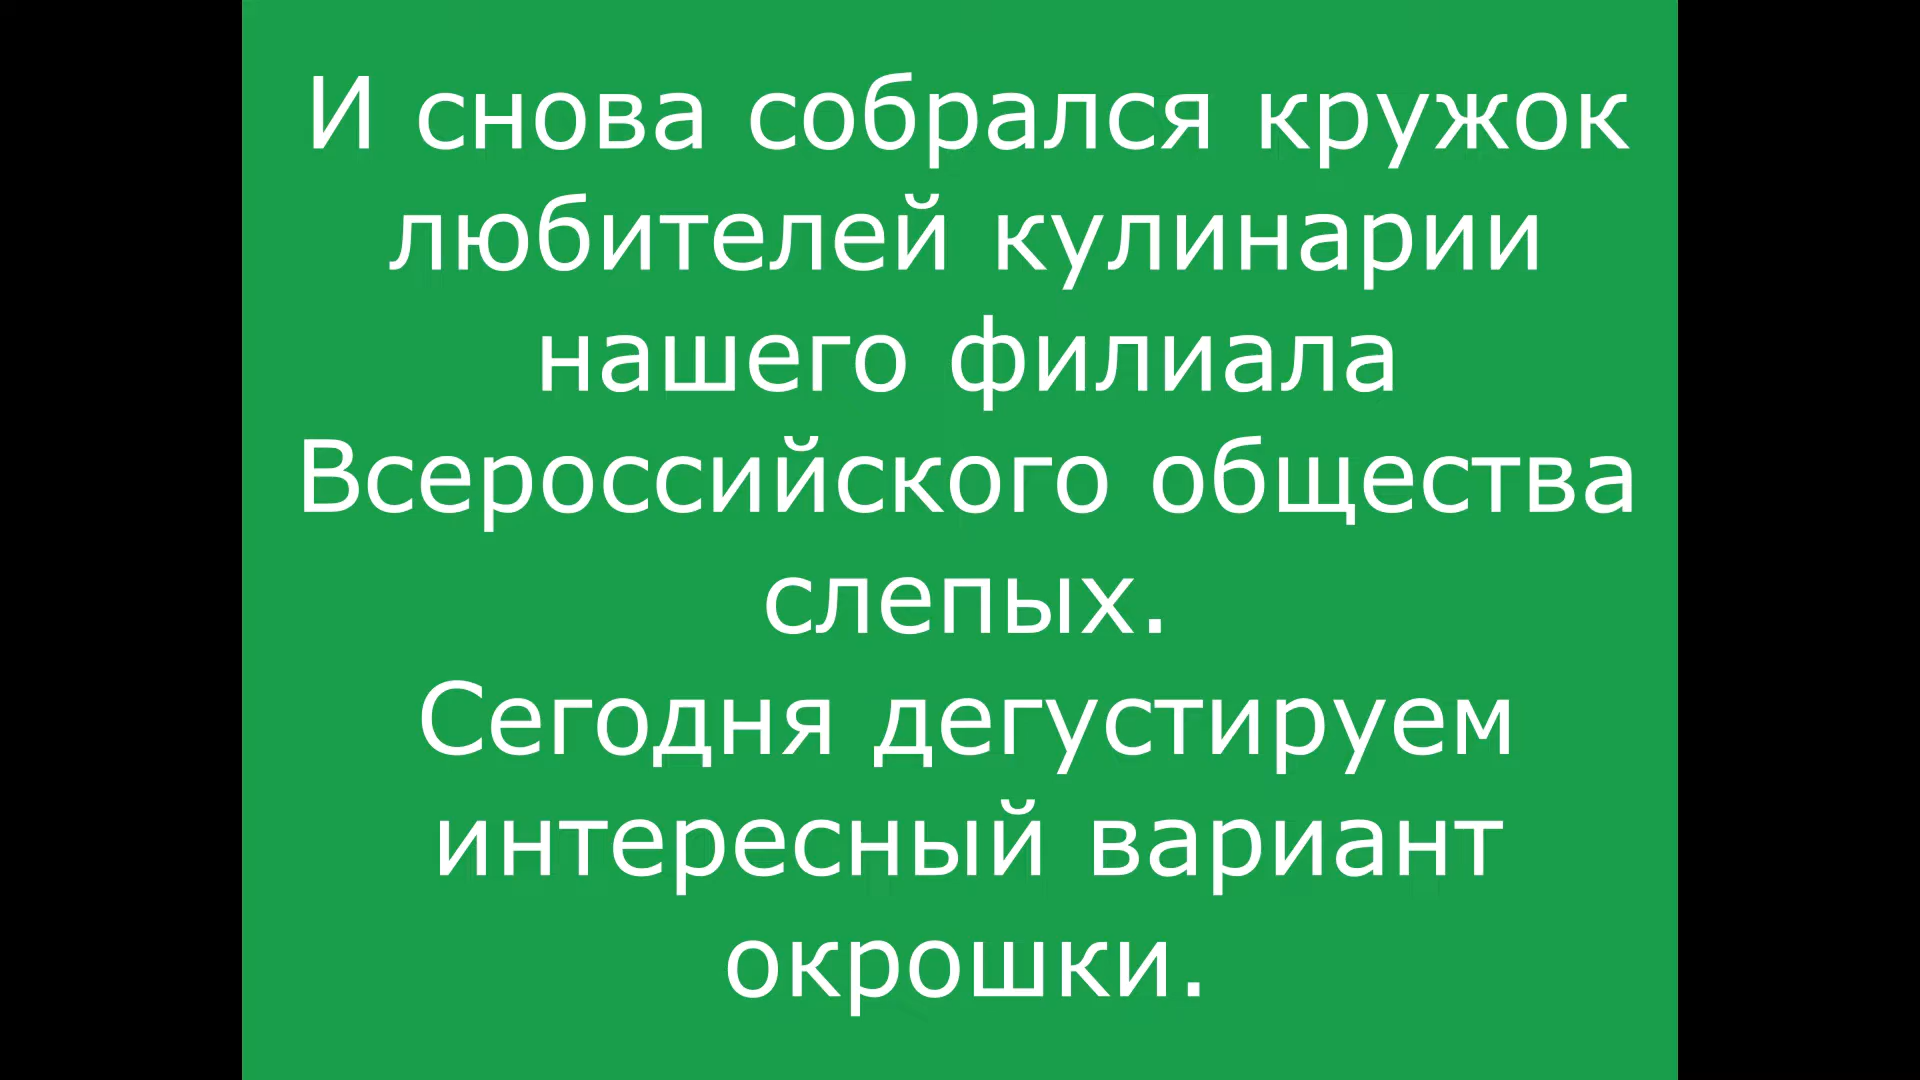 И снова собрался кружок
любителей кулинарии
нашего филиала
Всероссийского общества
слепых.
Сегодня дегустируем
интересный вариант
окрошки.